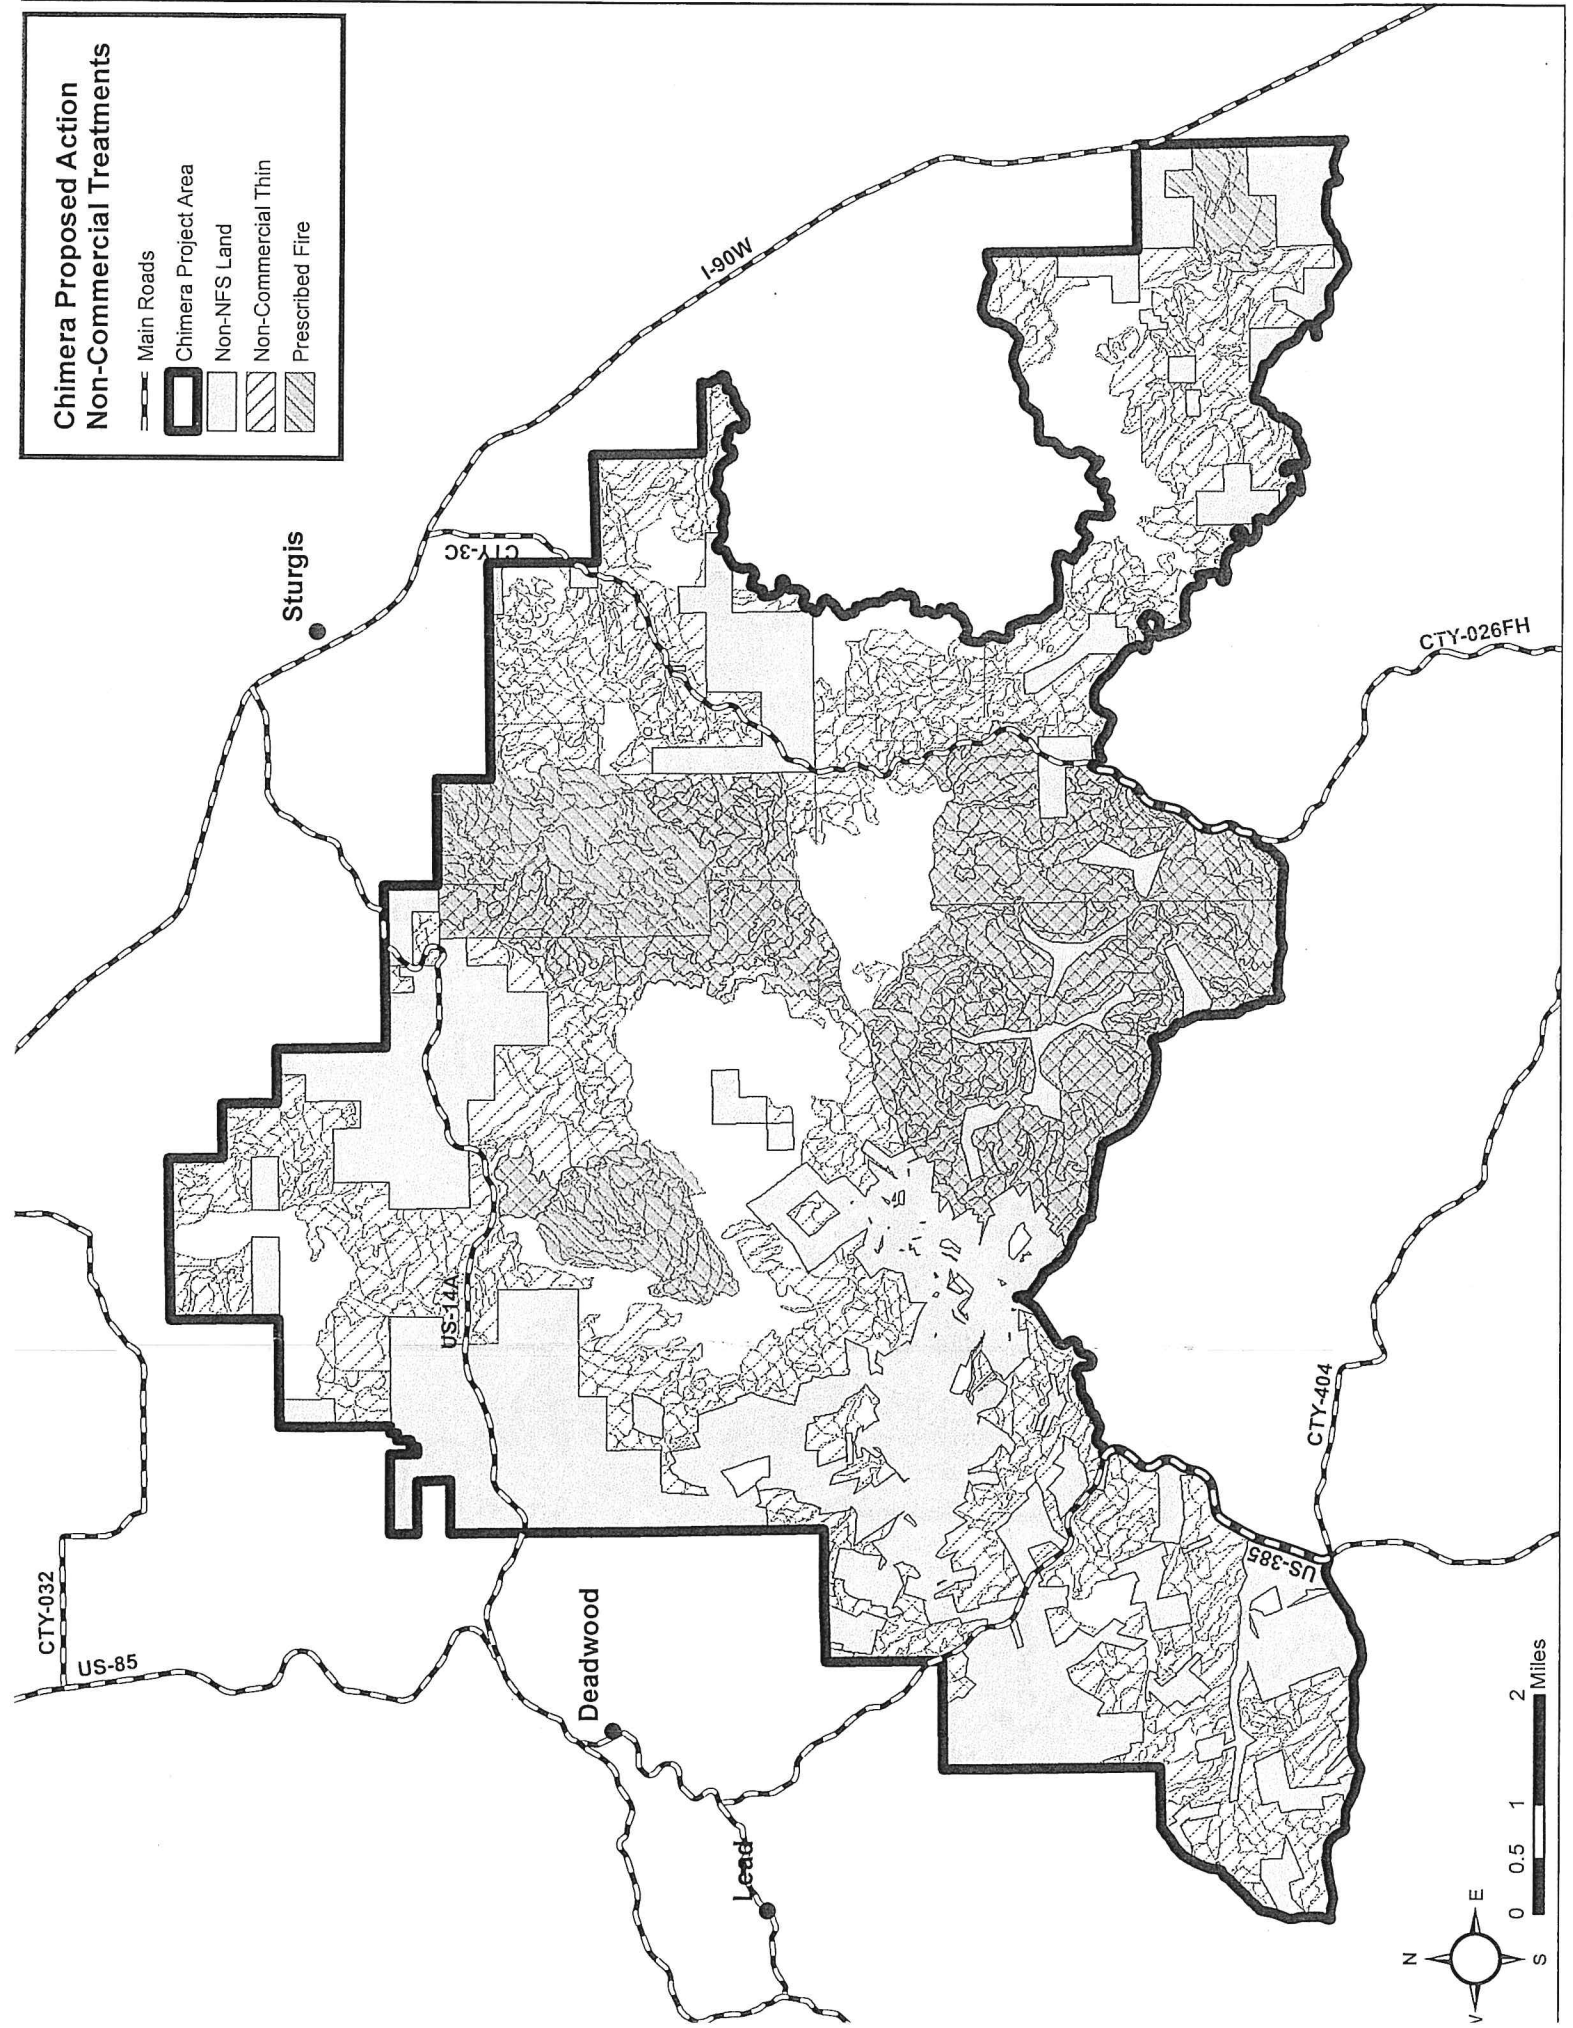 Chimera Proposed Action
Non-Commercial Treatments
Main Roads
Chimera Project Area
Non-NFS Land
Non-Commercial Thin
Prescribed Fire
I-90W
Sturgis
CTY-3C
CTY-032
US-85
US-14A
Deadwood
Lead
CTY-026FH
CTY-404
US-385
N
E
S
0 0.5 1 2
Miles